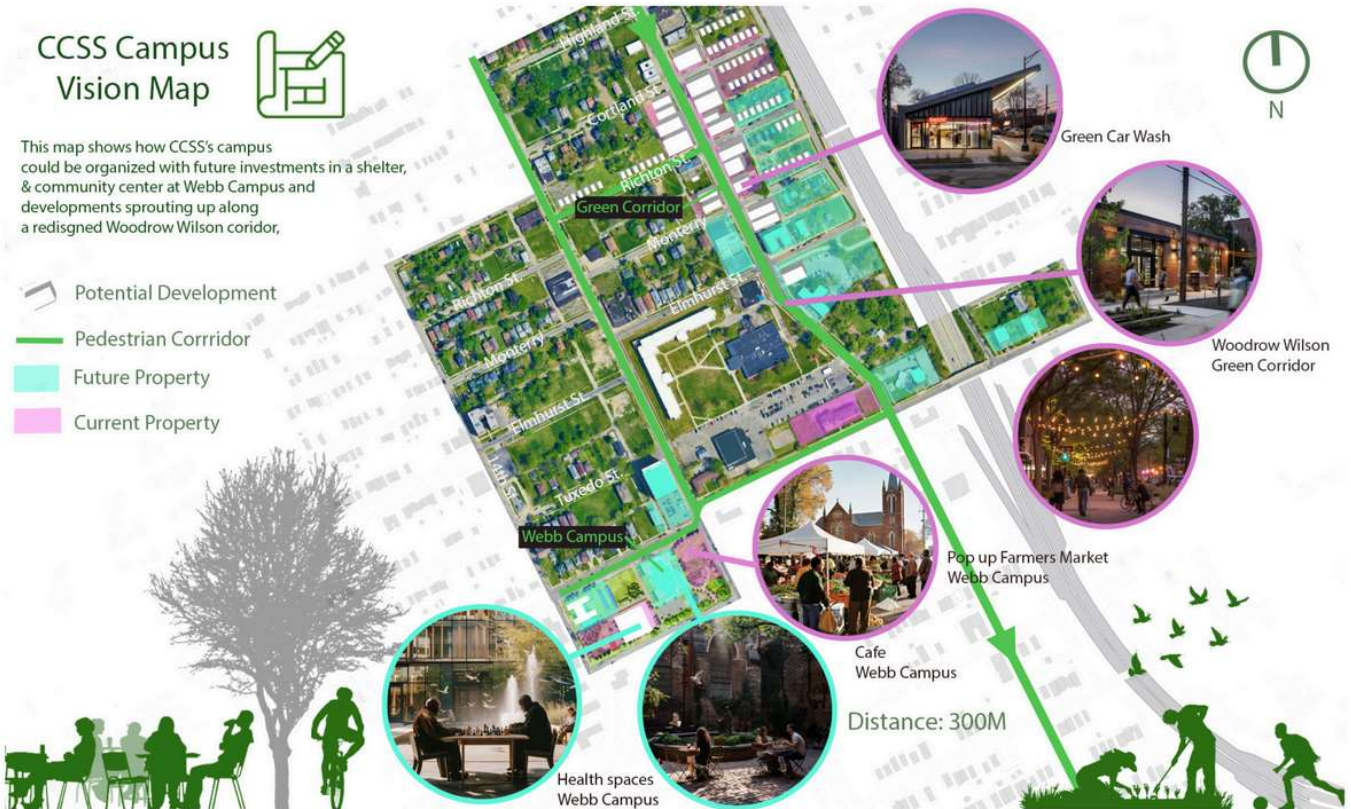 CCSS Campus
Vision Map
This map shows how CCSS's campus
could be organized with future investments in a shelter,
& community center at Webb Campus and
developments sprouting up along
a redisgned Woodrow Wilson coridor,
Potential Development
Pedestrian Corrridor
Future Property
Current Property
N
Highland St.
Cortland St.
Richton St.
Green Corridor
Monterry
Elmhurst St.
Richton St.
Monterry
Elmhurst St.
14th St.
Tuxedo St.
Webb Campus
Green Car Wash
Woodrow Wilson
Green Corridor
Pop up Farmers Market
Webb Campus
Cafe
Webb Campus
Distance: 300M
Health spaces
Webb Campus